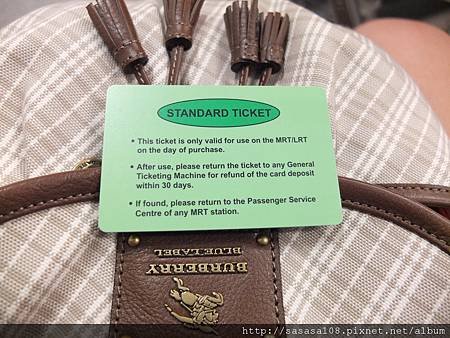 STANDARD TICKET
• This ticket is only valid for use on the MRT/LRT
on the day of purchase.
• After use, please return the ticket to any General
Ticketing Machine for refund of the card deposit
within 30 days.
• If found, please return to the Passenger Service
Centre of any MRT station.
BURBERRY
BLUE LABEL
http://sasasa108.pixnet.net/album